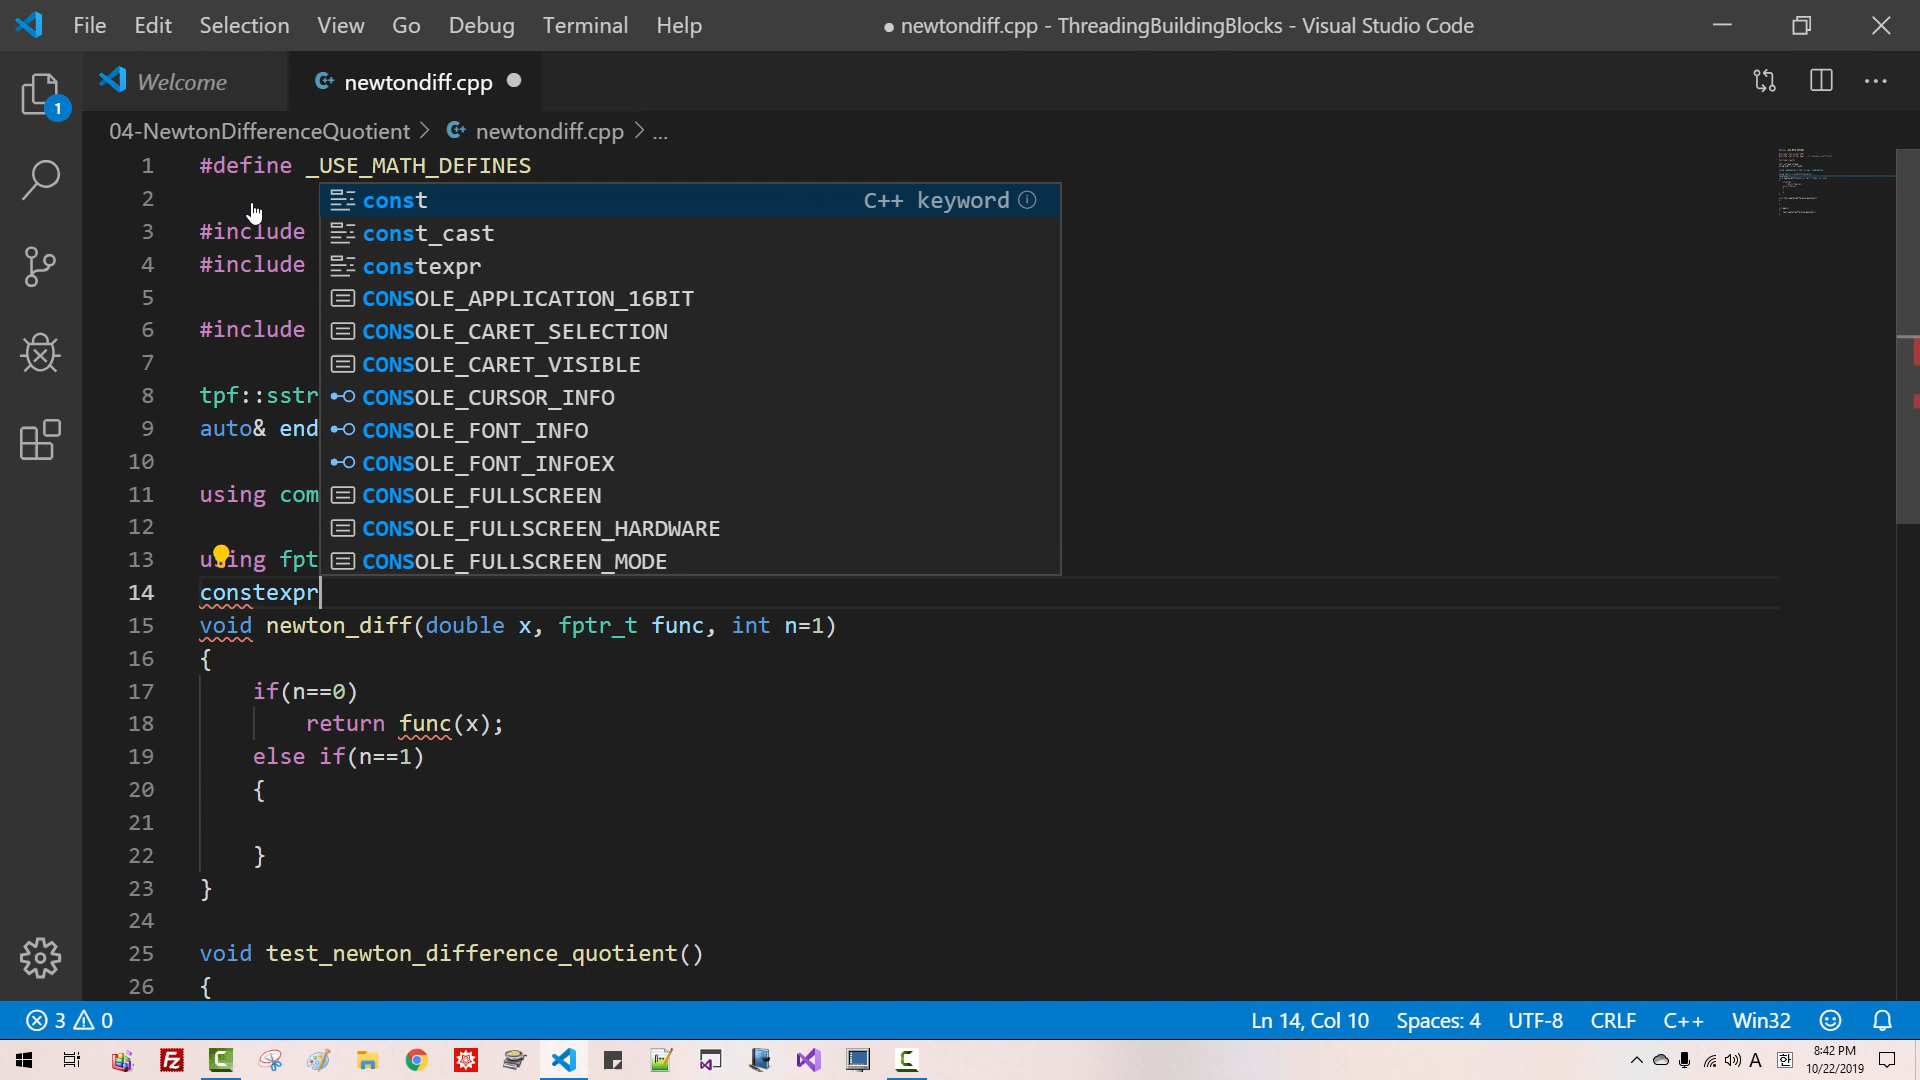 File Edit Selection View Go Debug Terminal Help
● newtondiff.cpp - ThreadingBuildingBlocks - Visual Studio Code
Welcome
newtondiff.cpp
1
04-NewtonDifferenceQuotient > newtondiff.cpp > ...
1 #define _USE_MATH_DEFINES
2
3 #include
4 #include
5
6 #include
7
8 tpf::sstr
9 auto& end
10
11 using com
12
13 using fpt
const C++ keyword
const_cast
constexpr
CONSOLE_APPLICATION_16BIT
CONSOLE_CARET_SELECTION
CONSOLE_CARET_VISIBLE
CONSOLE_CURSOR_INFO
CONSOLE_FONT_INFO
CONSOLE_FONT_INFOEX
CONSOLE_FULLSCREEN
CONSOLE_FULLSCREEN_HARDWARE
CONSOLE_FULLSCREEN_MODE
14 constexpr
15 void newton_diff(double x, fptr_t func, int n=1)
16 {
17 if(n==0)
18 return func(x);
19 else if(n==1)
20 {
21
22 }
23 }
24
25 void test_newton_difference_quotient()
26 {
3 0 Ln 14, Col 10 Spaces: 4 UTF-8 CRLF C++ Win32
A 한 8:42 PM
10/22/2019